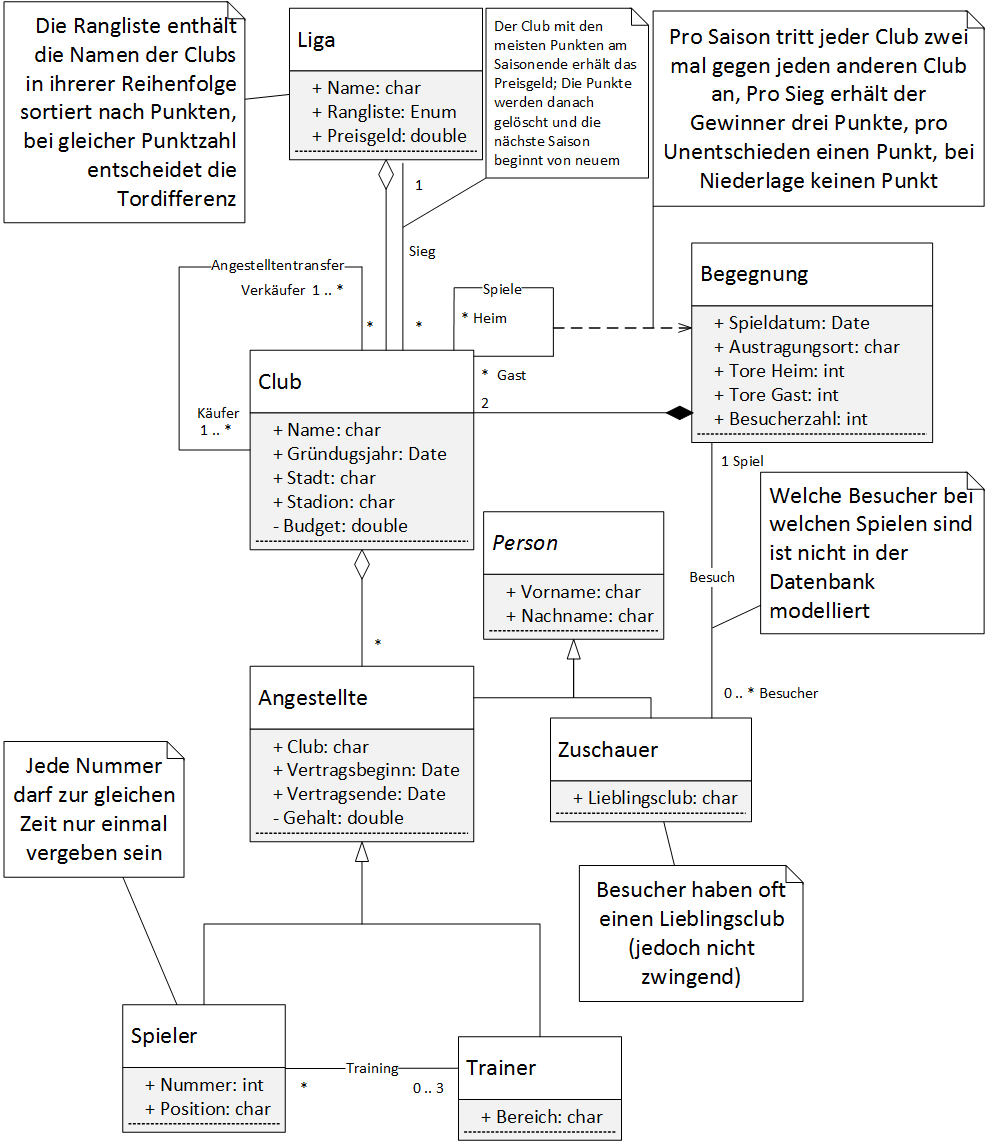 Die Rangliste enthält
die Namen der Clubs
in ihrerer Reihenfolge
sortiert nach Punkten,
bei gleicher Punktzahl
entscheidet die
Tordifferenz
Liga
+ Name: char
+ Rangliste: Enum
+ Preisgeld: double
Der Club mit den
meisten Punkten am
Saisonende erhält das
Preisgeld; Die Punkte
werden danach
gelöscht und die
nächste Saison
beginnt von neuem
Pro Saison tritt jeder Club zwei
mal gegen jeden anderen Club
an, Pro Sieg erhält der
Gewinner drei Punkte, pro
Unentschieden einen Punkt, bei
Niederlage keinen Punkt
1
Sieg
*
*
Angestelltentransfer
Verkäufer 1 .. *
Käufer
1 .. *
Spiele
* Heim
* Gast
2
Begegnung
+ Spieldatum: Date
+ Austragungsort: char
+ Tore Heim: int
+ Tore Gast: int
+ Besucherzahl: int
Club
+ Name: char
+ Gründugsjahr: Date
+ Stadt: char
+ Stadion: char
- Budget: double
1 Spiel
Besuch
0 .. * Besucher
Welche Besucher bei
welchen Spielen sind
ist nicht in der
Datenbank
modelliert
Person
+ Vorname: char
+ Nachname: char
*
Angestellte
+ Club: char
+ Vertragsbeginn: Date
+ Vertragsende: Date
- Gehalt: double
Zuschauer
+ Lieblingsclub: char
Jede Nummer
darf zur gleichen
Zeit nur einmal
vergeben sein
Besucher haben oft
einen Lieblingsclub
(jedoch nicht
zwingend)
Spieler
+ Nummer: int
+ Position: char
Training
*
0 .. 3
Trainer
+ Bereich: char